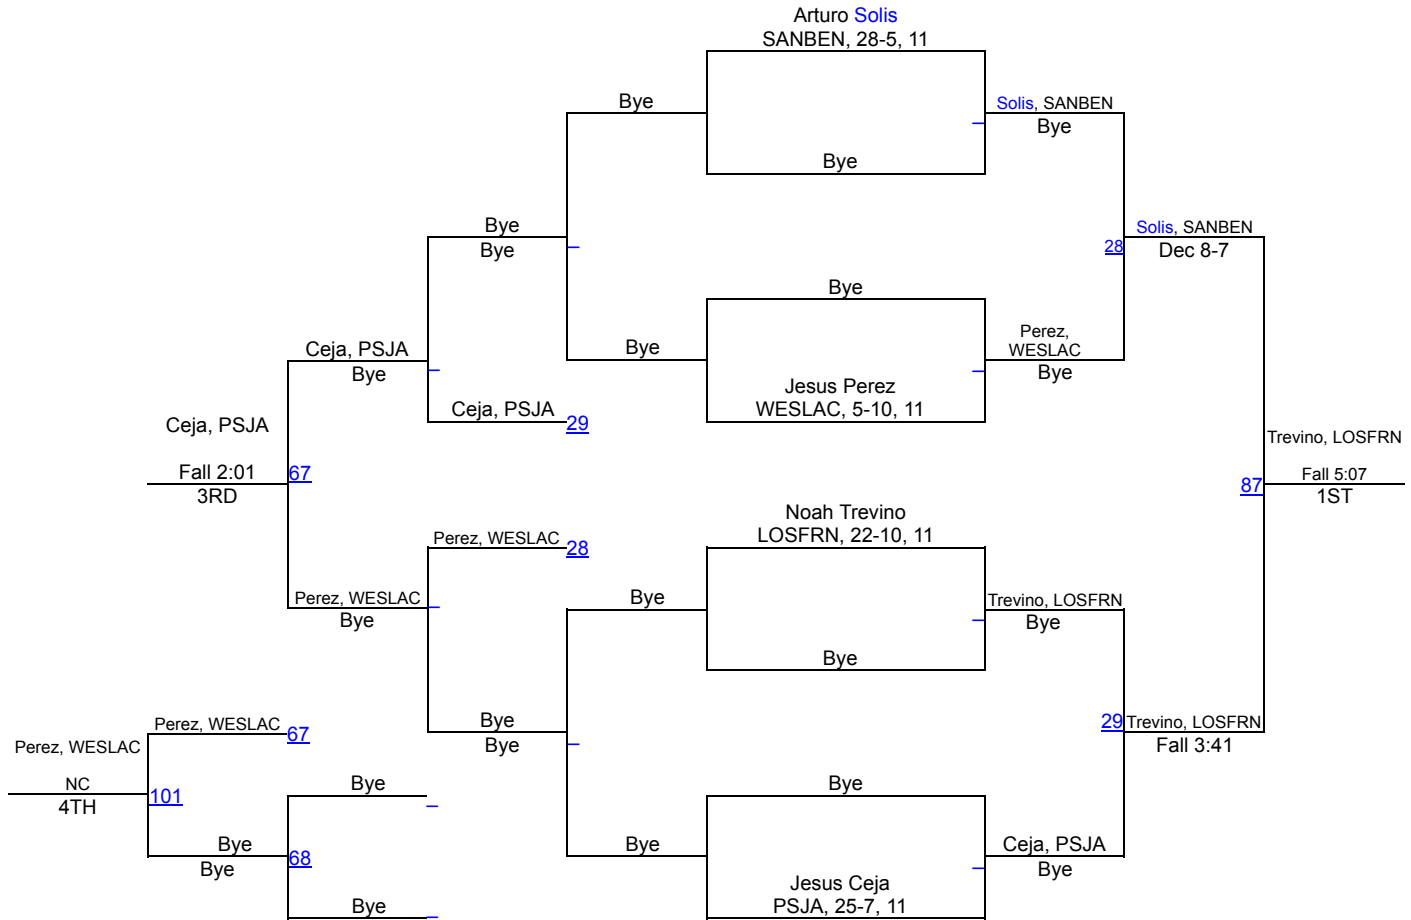 Arturo Solis
SANBEN, 28-5, 11
Bye
Solis, SANBEN
Bye
Bye
Bye
Bye
Solis, SANBEN
28
Dec 8-7
Bye
Perez,
WESLAC
Bye
Bye
Ceja, PSJA
Bye
Jesus Perez
WESLAC, 5-10, 11
Ceja, PSJA
29
Ceja, PSJA
Fall 2:01
67
3RD
Trevino, LOSFRN
Fall 5:07
87
1ST
Noah Trevino
LOSFRN, 22-10, 11
Perez, WESLAC
28
Perez, WESLAC
Bye
Bye
Trevino, LOSFRN
Bye
Bye
Bye
Bye
29
Trevino, LOSFRN
Fall 3:41
Perez, WESLAC
67
Perez, WESLAC
NC
101
4TH
Bye
Bye
Bye
Bye
68
Bye
Ceja, PSJA
Bye
Jesus Ceja
PSJA, 25-7, 11
Bye